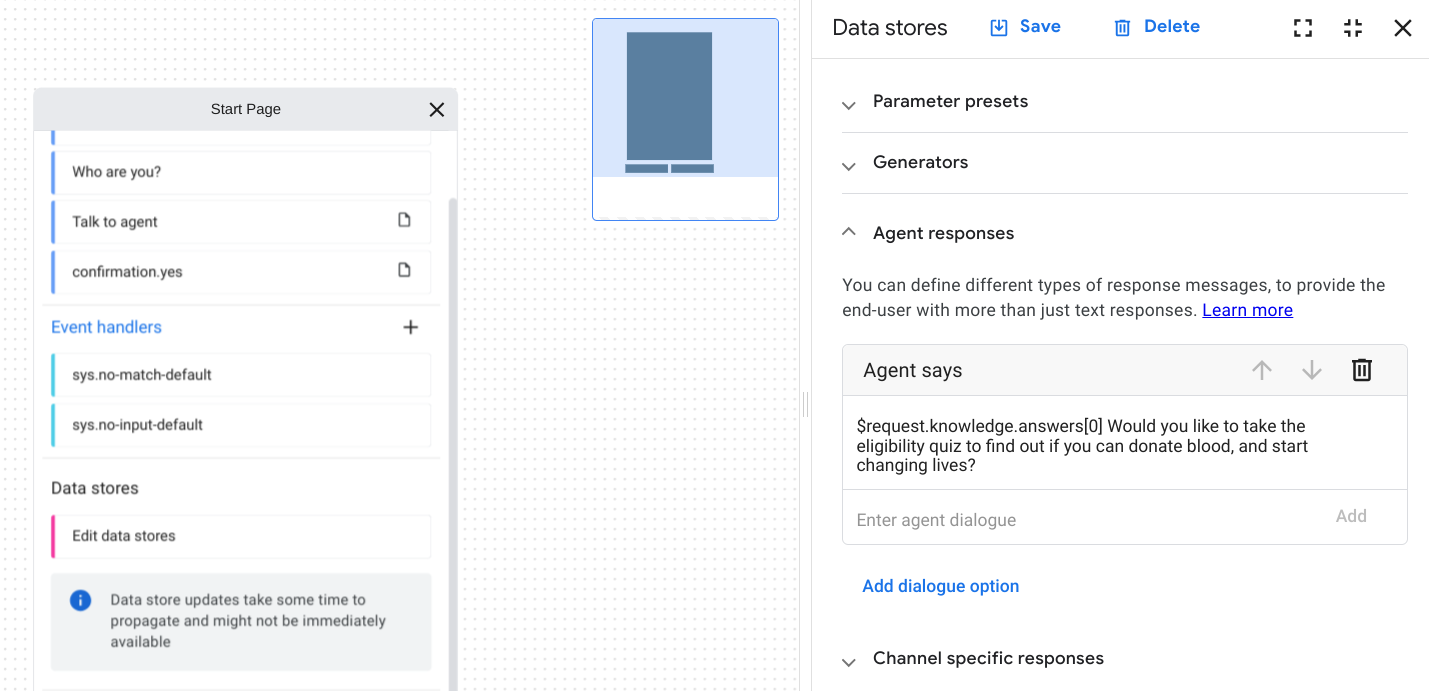 Start Page
Who are you?
Talk to agent
confirmation.yes
Event handlers
sys.no-match-default
sys.no-input-default
Data stores
Edit data stores
Data store updates take some time to
propagate and might not be immediately
available
Data stores
Save
Delete
Parameter presets
Generators
Agent responses
You can define different types of response messages, to provide the
end-user with more than just text responses. Learn more
Agent says
$request.knowledge.answers[0] Would you like to take the
eligibility quiz to find out if you can donate blood, and start
changing lives?
Enter agent dialogue
Add
Add dialogue option
Channel specific responses